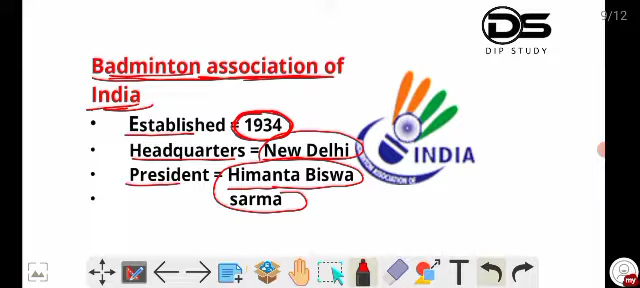 9/12
DS
DIP STUDY
Badminton association of
India
• Established = 1934
• Headquarters = New Delhi
• President = Himanta Biswa
• sarma
INDIA
my